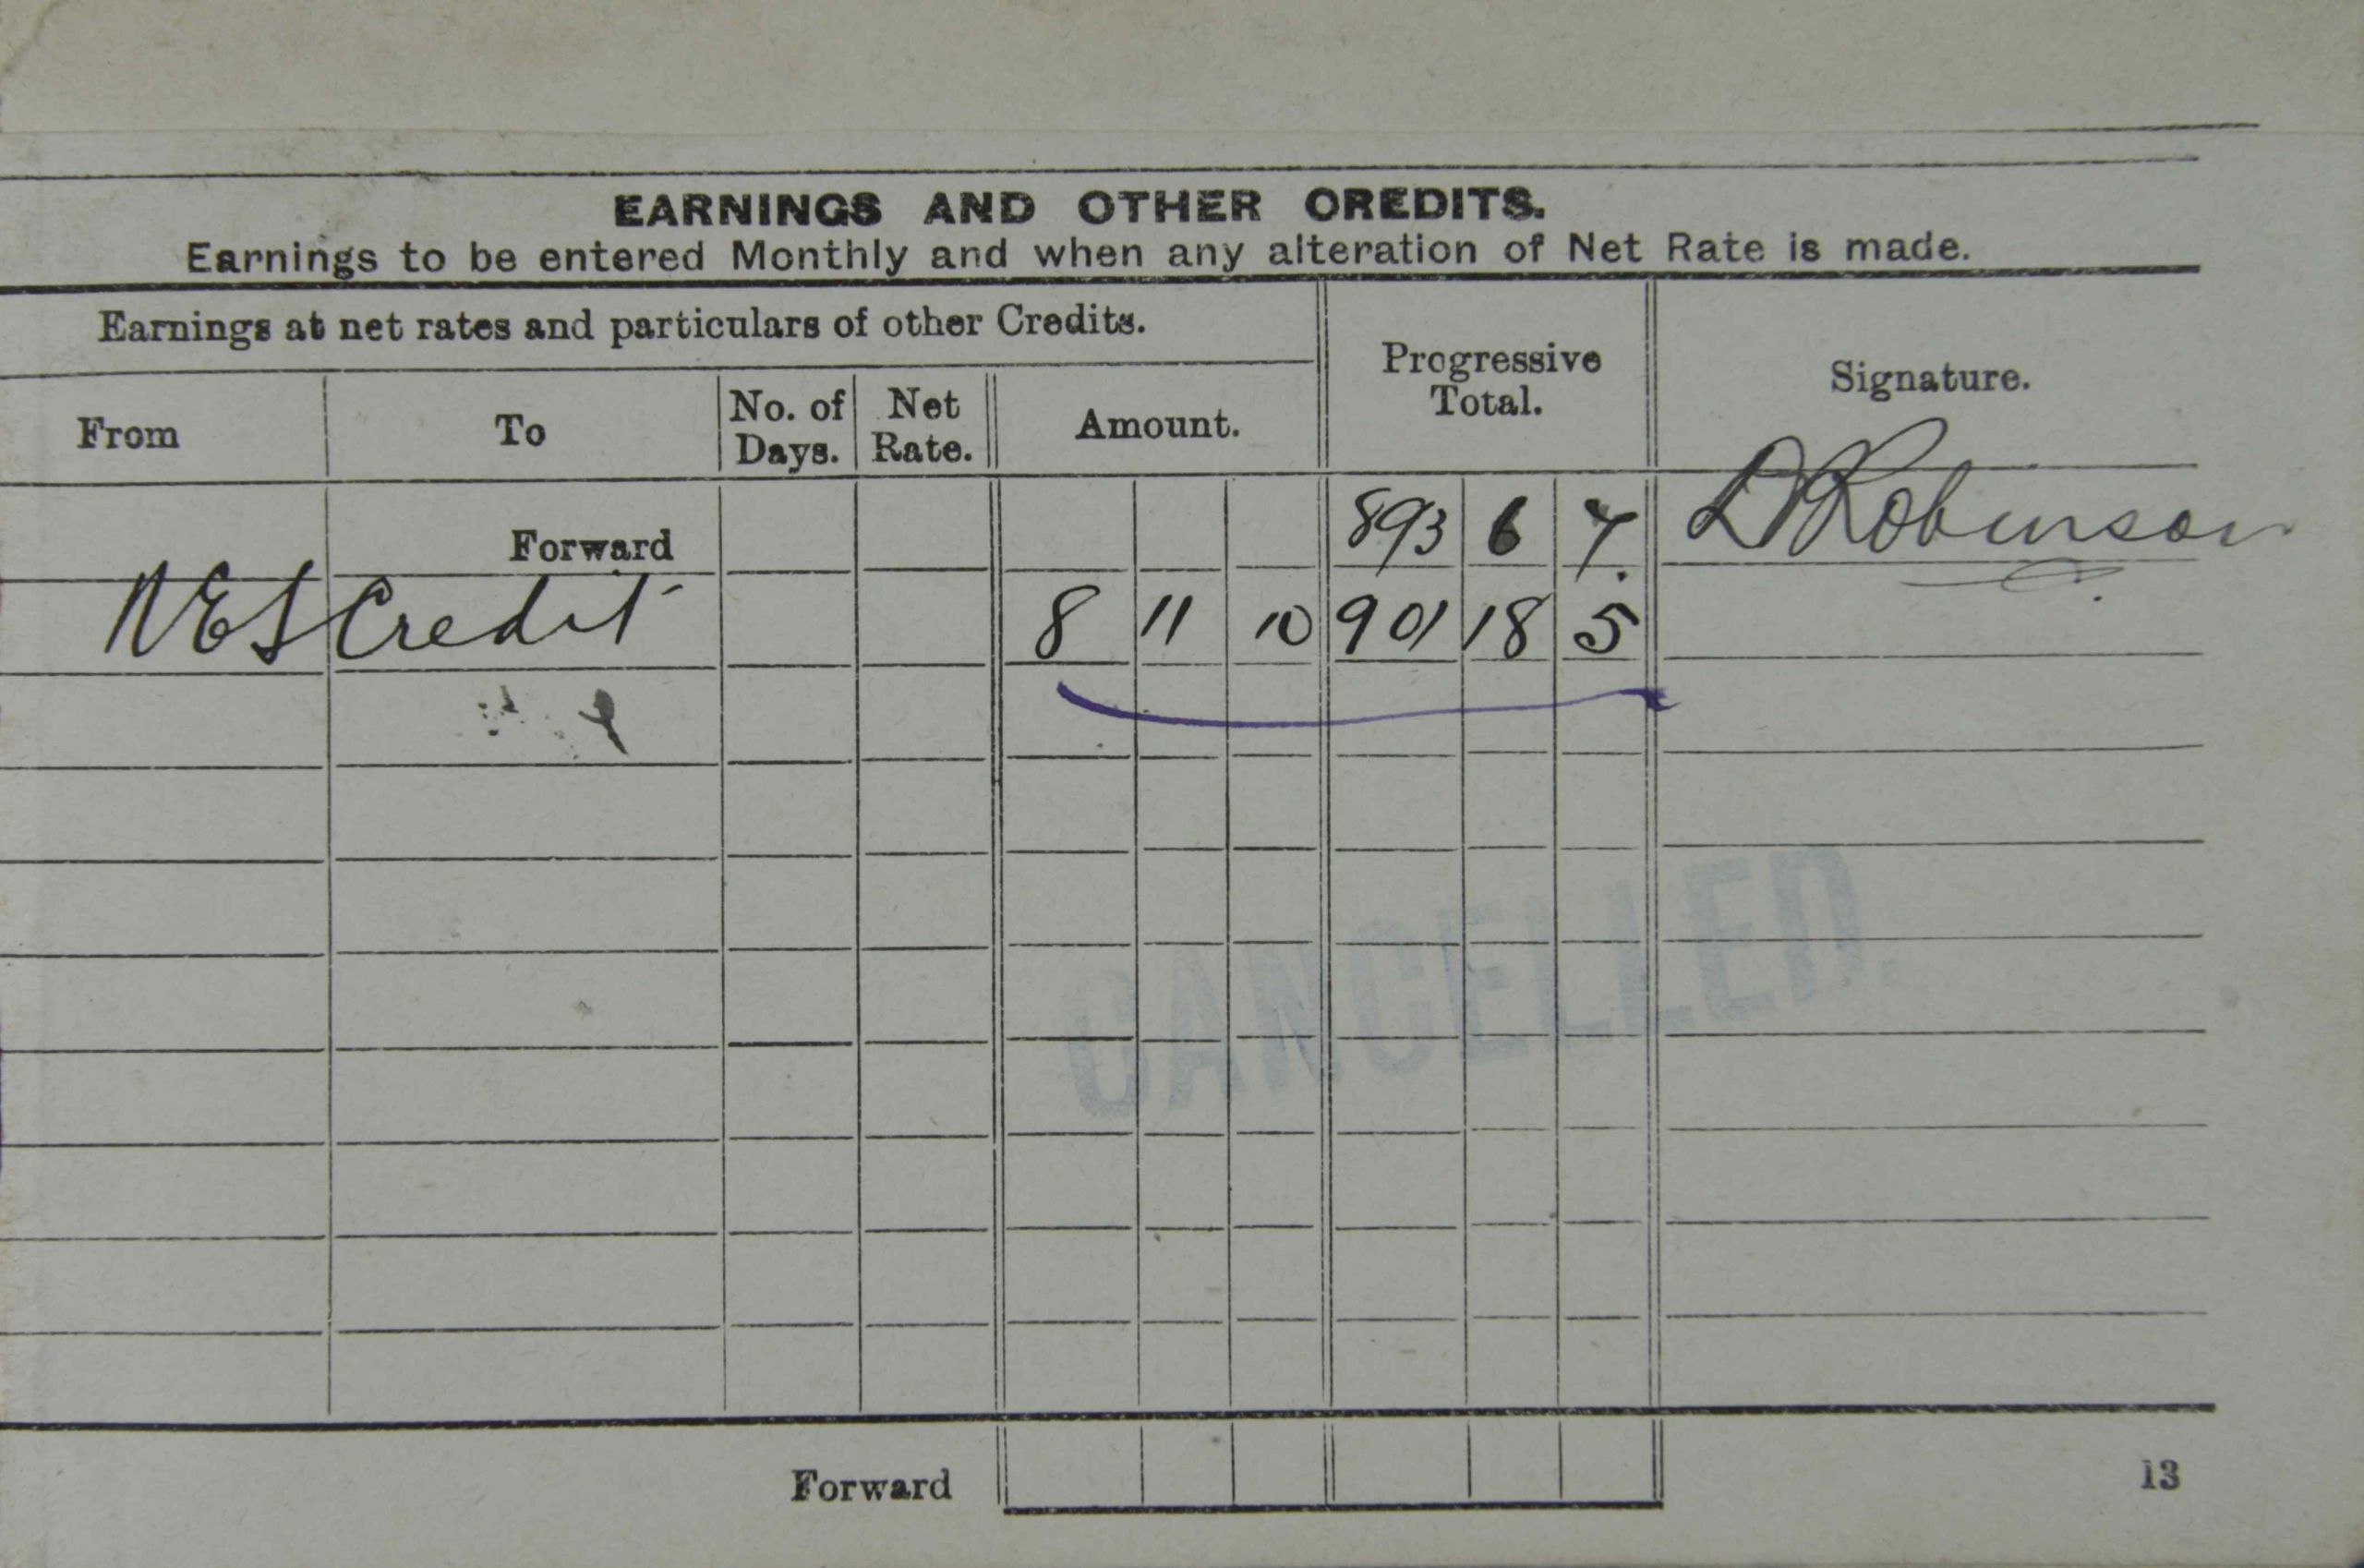 EARNINGS AND OTHER CREDITS.
Earnings to be entered Monthly and when any alteration of Net Rate is made.
Earnings at net rates and particulars of other Credits.
Progressive Total.
Signature.
From To No. of Days. Net Rate. Amount.
Forward 893 6 7. D Robinson
NES Credit 8 11 10 901 18 5
CANCELLED.
Forward 13